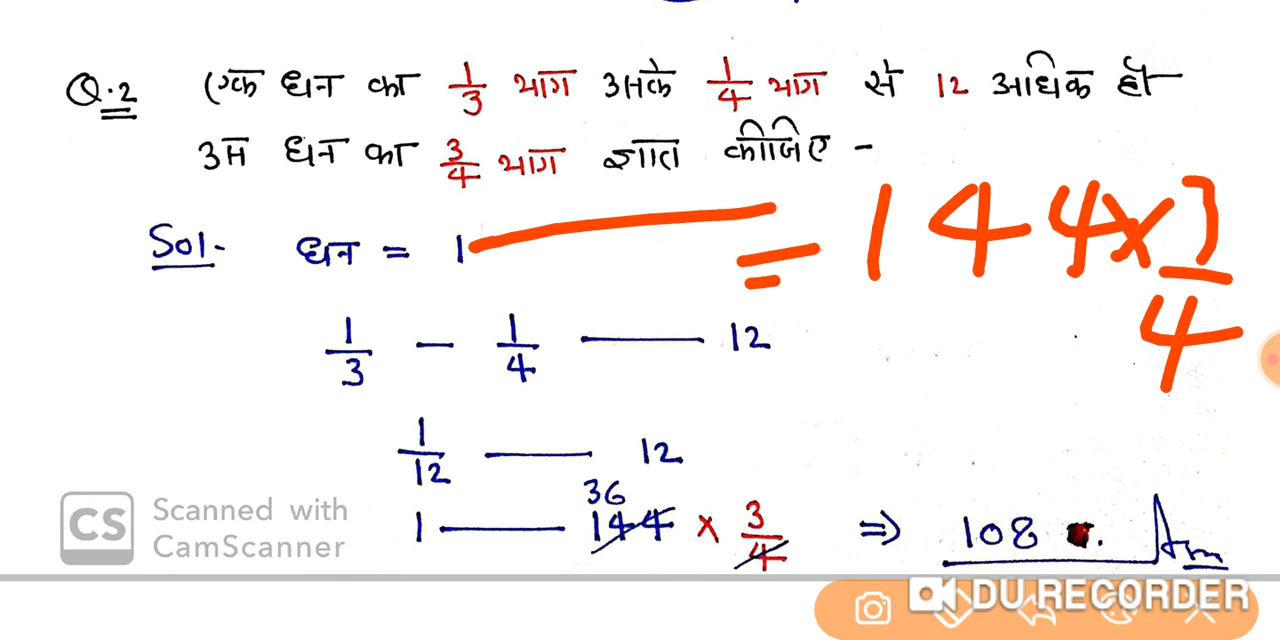 Q.2 एक धन का 1/3 भाग उसके 1/4 भाग से 12 अधिक हो
उस धन का 3/4 भाग ज्ञात कीजिए -
Sol- धन = 1 = 144 × 3/4
1/3 - 1/4 —— 12
1/12 —— 12
36
1 —— 144 × 3/4 ⇒ 108. Ans
CS Scanned with
CamScanner
DU RECORDER